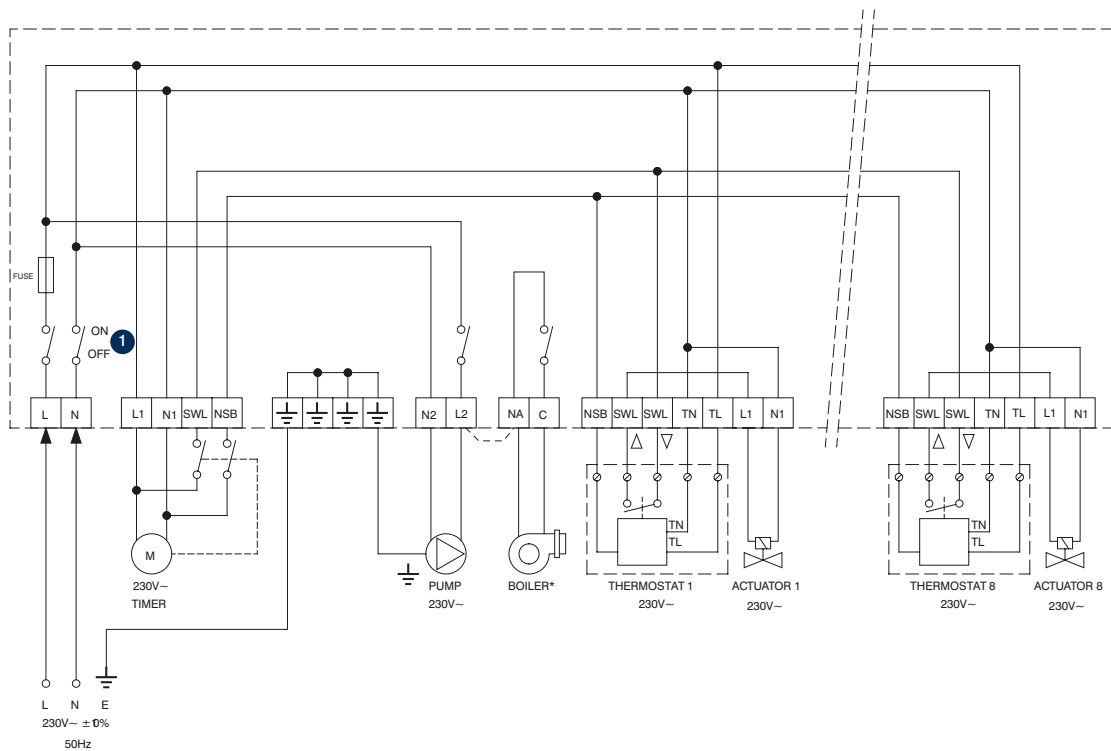 FUSE
ON
1
OFF
L N
L1 N1 SWL NSB
N2 L2
NA C
NSB SWL SWL TN TL L1 N1
NSB SWL SWL TN TL L1 N1
M
TN
TL
TN
TL
230V~
TIMER
PUMP
230V~
BOILER*
THERMOSTAT 1
230V~
ACTUATOR 1
230V~
THERMOSTAT 8
230V~
ACTUATOR 8
230V~
L N E
230V~ ±10%
50Hz